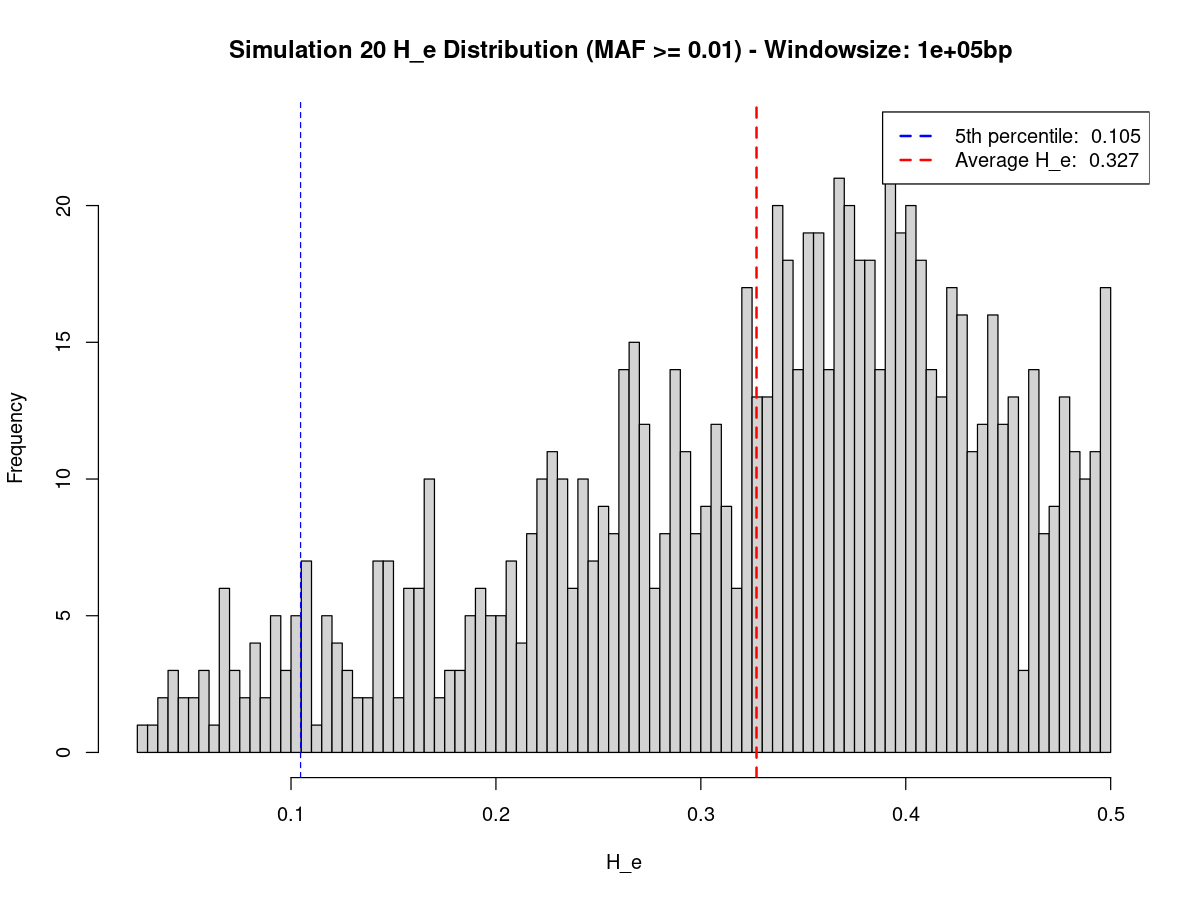 Simulation 20 H_e Distribution (MAF >= 0.01) - Windowsize: 1e+05bp
5th percentile:  0.105
Average H_e:  0.327
Frequency
20
15
10
5
0
0.1
0.2
0.3
0.4
0.5
H_e